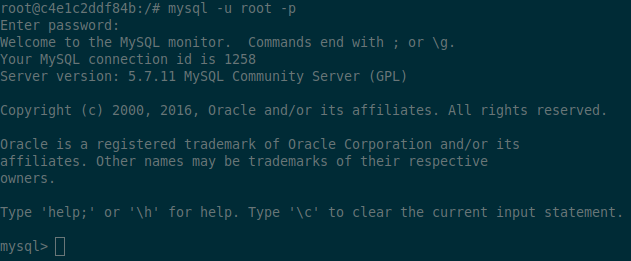 root@c4e1c2ddf84b:/# mysql -u root -p
Enter password:
Welcome to the MySQL monitor.  Commands end with ; or \g.
Your MySQL connection id is 1258
Server version: 5.7.11 MySQL Community Server (GPL)
Copyright (c) 2000, 2016, Oracle and/or its affiliates. All rights reserved.
Oracle is a registered trademark of Oracle Corporation and/or its
affiliates. Other names may be trademarks of their respective
owners.
Type 'help;' or '\h' for help. Type '\c' to clear the current input statement.
mysql>